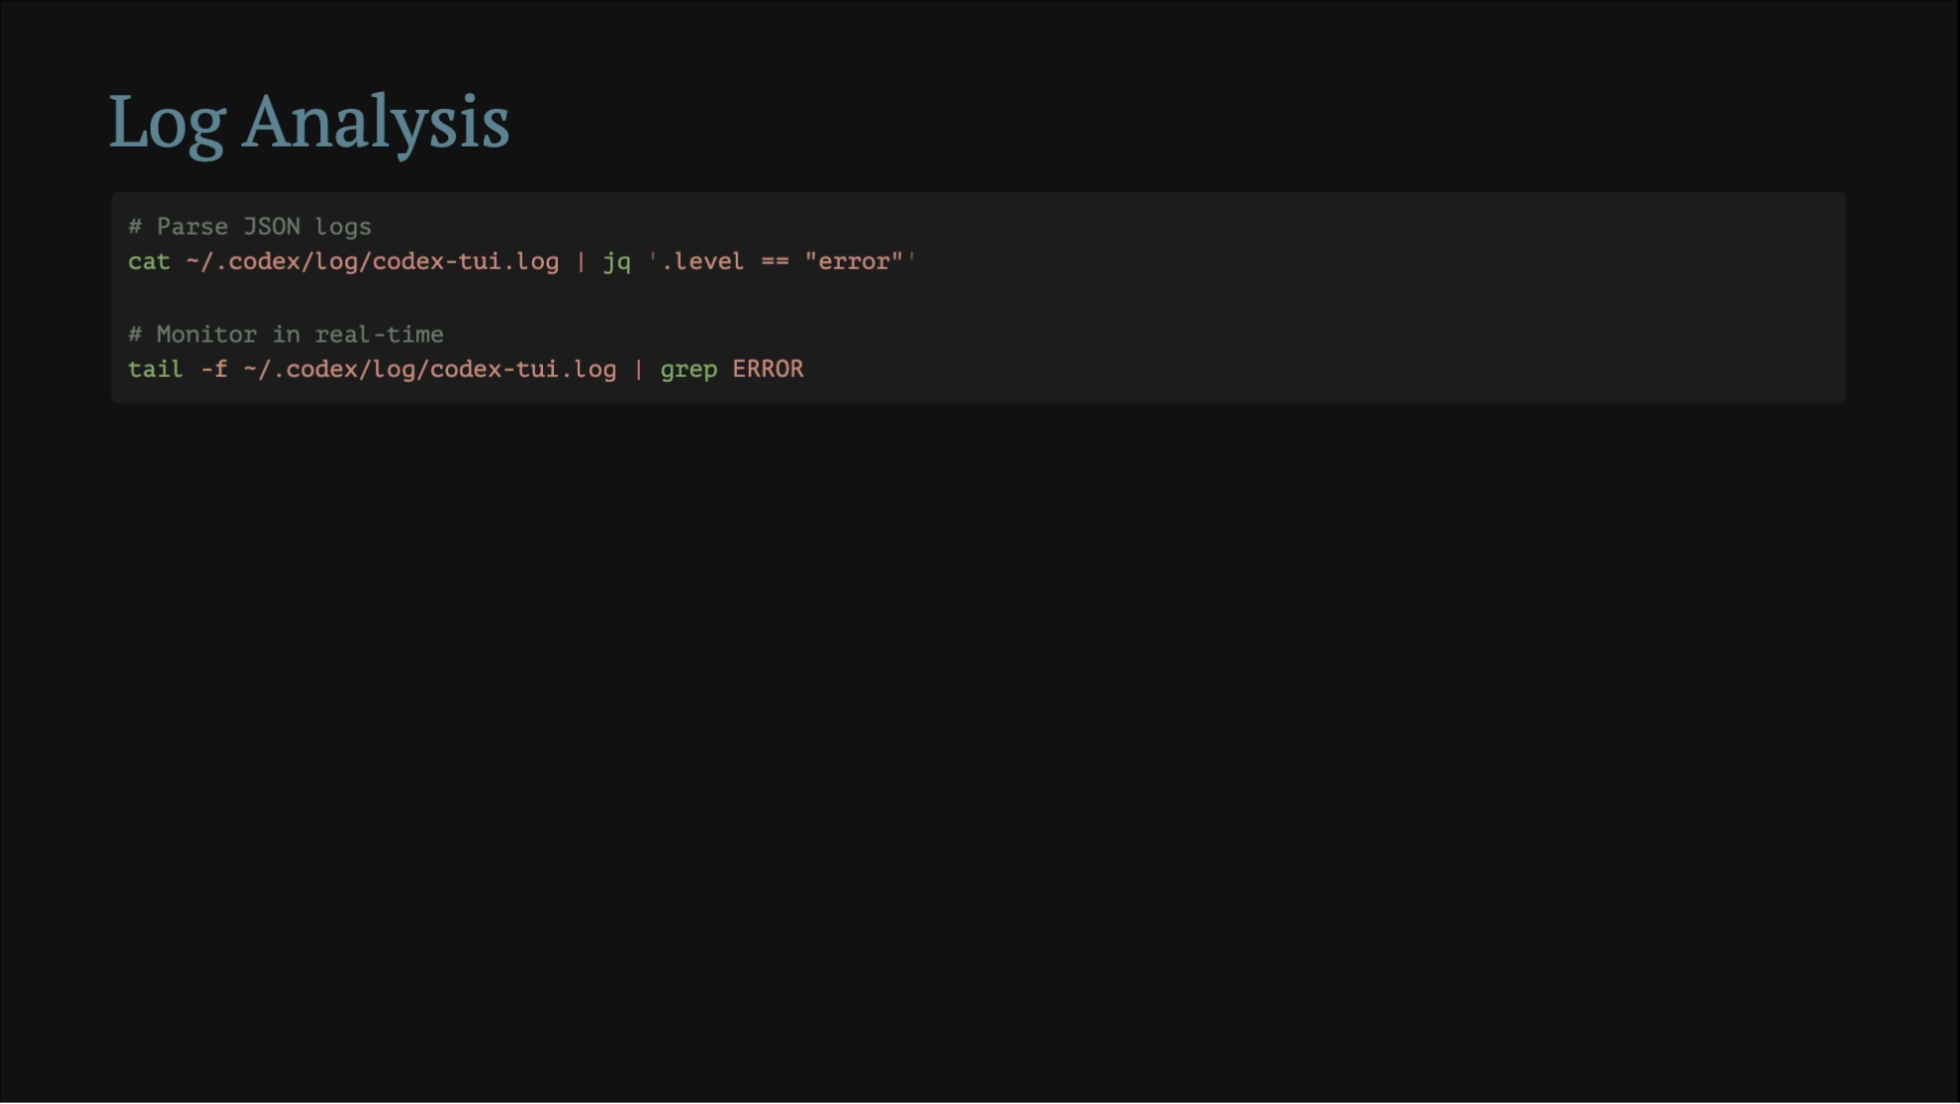 Log Analysis
# Parse JSON logs
cat ~/.codex/log/codex-tui.log | jq '.level == "error"'
# Monitor in real-time
tail -f ~/.codex/log/codex-tui.log | grep ERROR